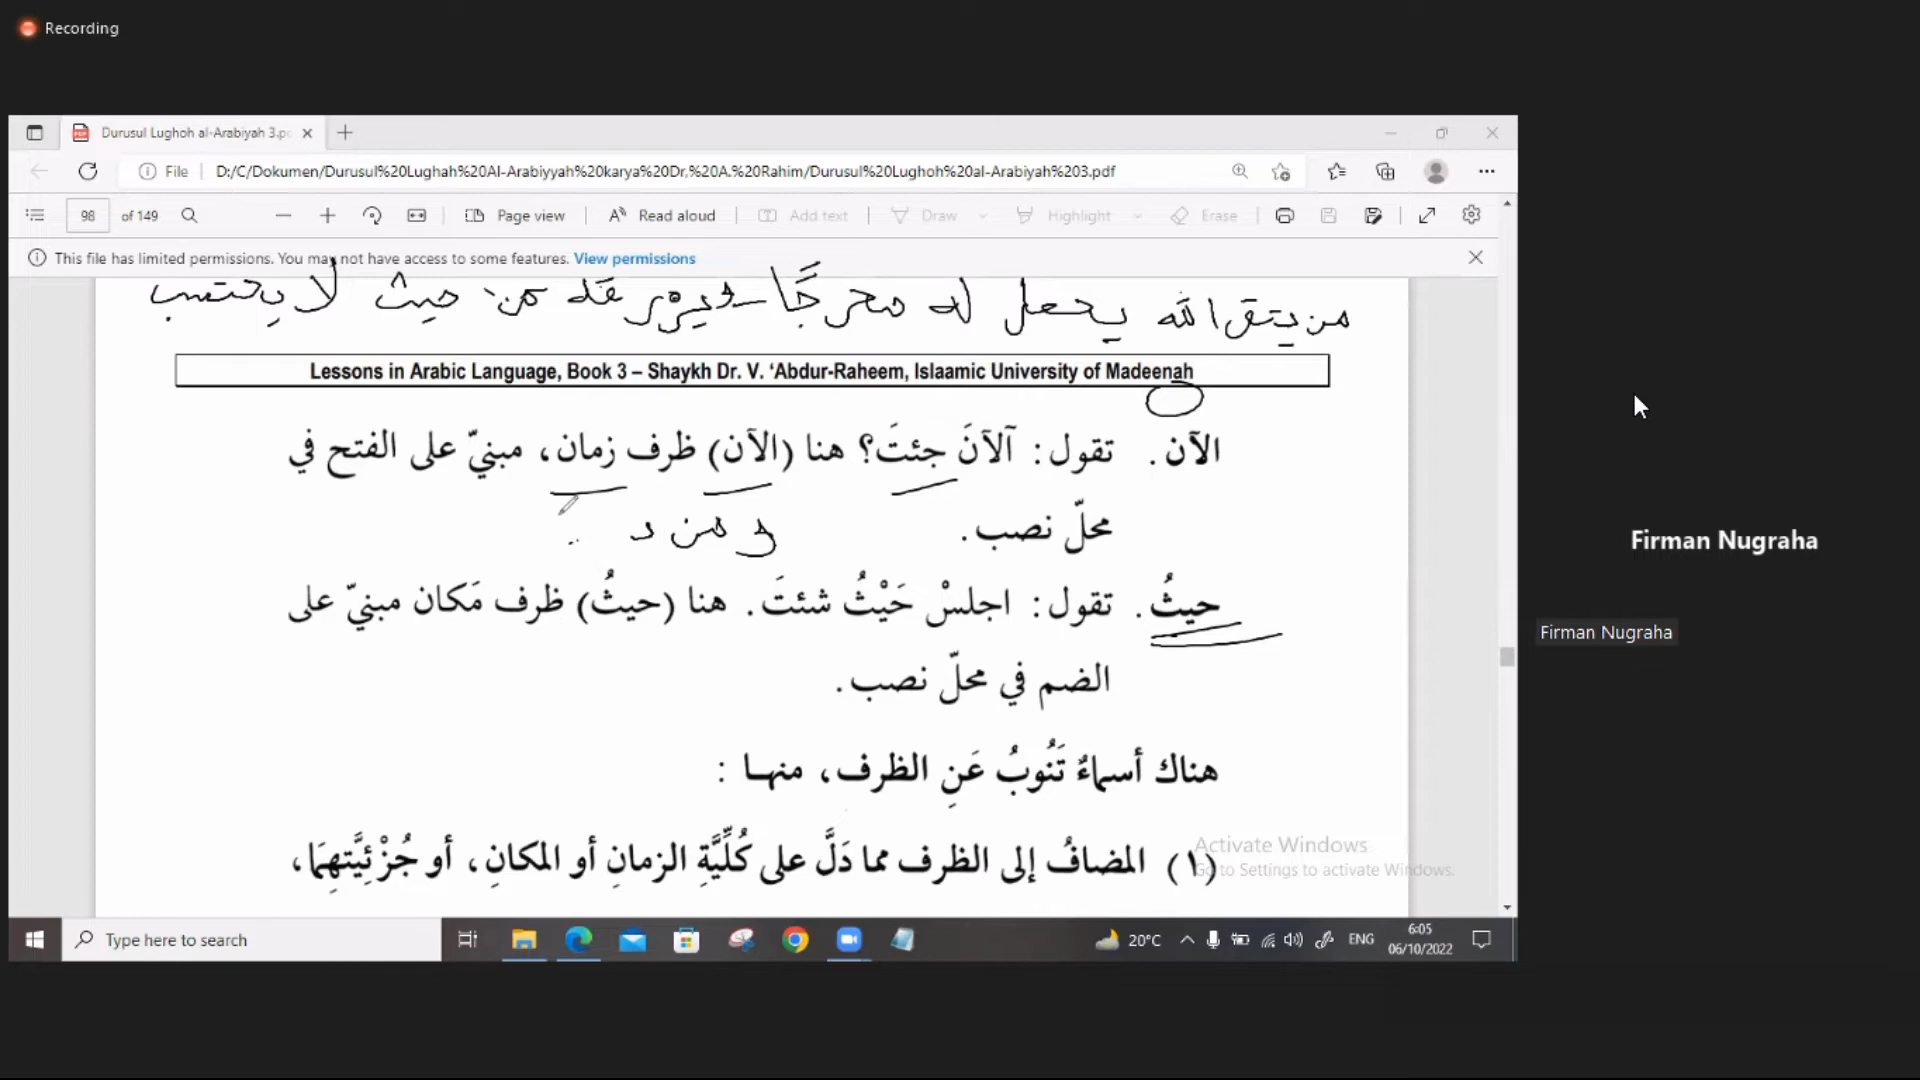 Recording
Durusul Lughoh al-Arabiyah 3.p
File D:/C/Dokumen/Durusul%20Lughah%20Al-Arabiyyah%20karya%20Dr,%20A.%20Rahim/Durusul%20Lughoh%20al-Arabiyah%203.pdf
98 of 149 Page view Read aloud Add text Draw Highlight Erase
This file has limited permissions. You may not have access to some features. View permissions
من يتق الله يجعل له مخرجًا ويرزقه من حيث لا يحتسب
Lessons in Arabic Language, Book 3 – Shaykh Dr. V. ‘Abdur-Raheem, Islaamic University of Madeenah
الآن. تقول: آلآنَ جئتَ؟ هنا (الآن) ظرف زمان، مبنيّ على الفتح في
محلّ نصب.
و من
حيثُ. تقول: اجلسْ حَيْثُ شئتَ. هنا (حيثُ) ظرف مَكان مبنيّ على
الضم في محلّ نصب.
هناك أسماءٌ تَنُوبُ عَنِ الظرف، منها :
(١) المضافُ إلى الظرف مما دَلَّ على كُلِّيَّةِ الزمانِ أو المكانِ، أو جُزْئِيَّتهِمَا،
Activate Windows
Go to Settings to activate Windows.
Firman Nugraha
Firman Nugraha
Type here to search
20°C ENG 6:05
06/10/2022